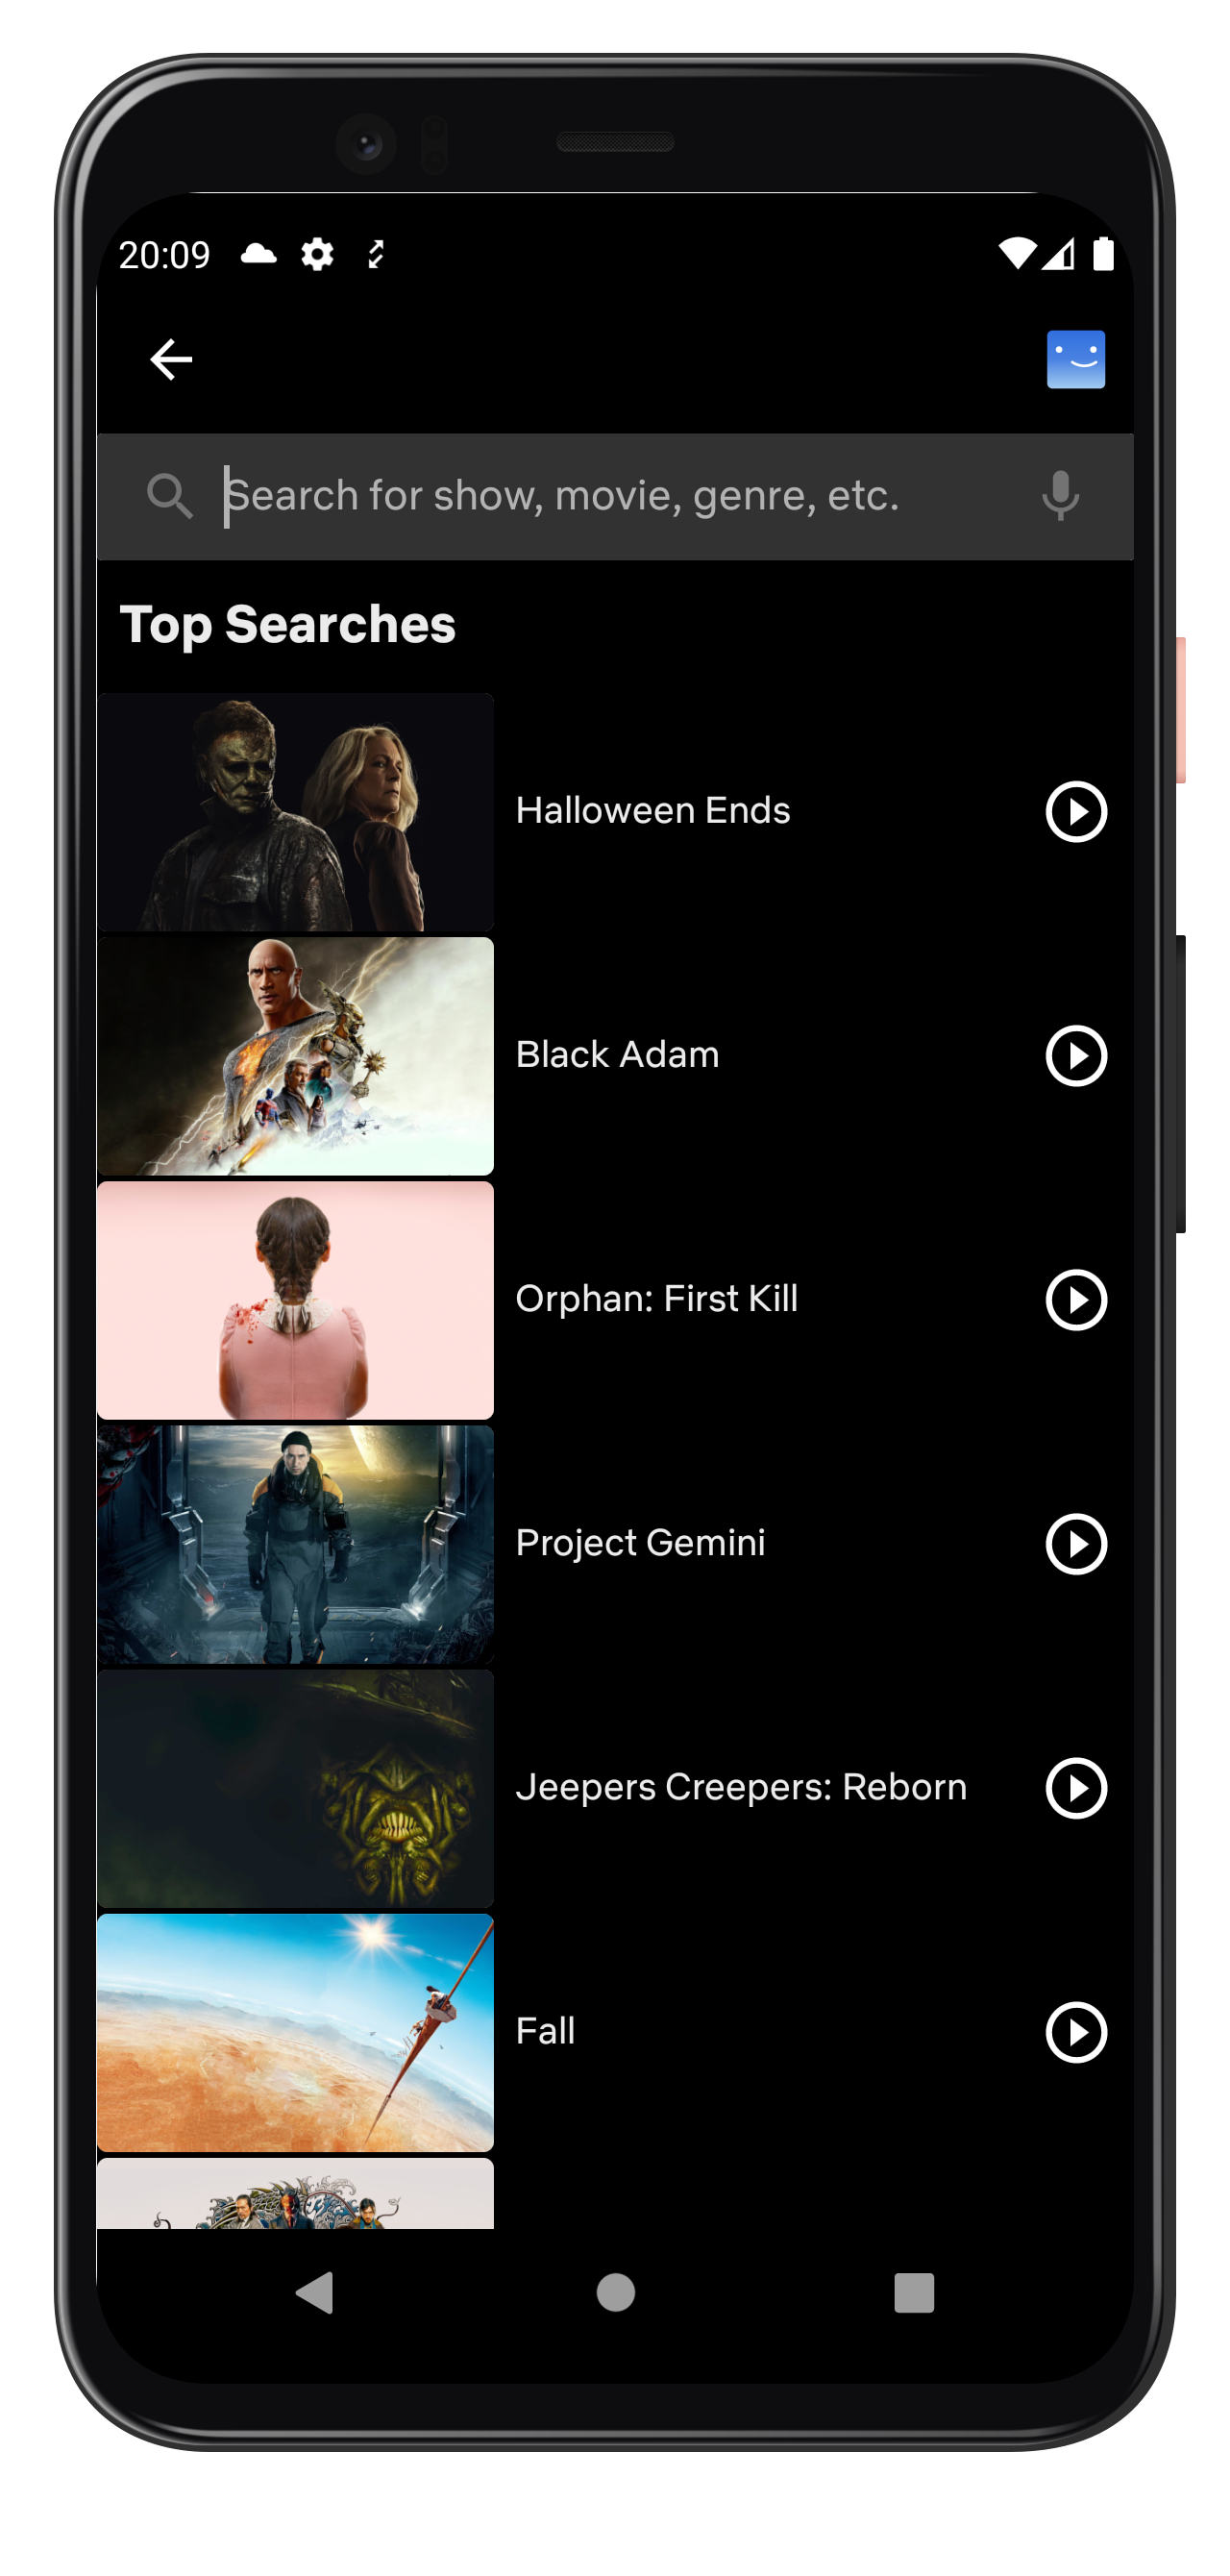 20:09
Search for show, movie, genre, etc.
Top Searches
Halloween Ends
Black Adam
Orphan: First Kill
Project Gemini
Jeepers Creepers: Reborn
Fall